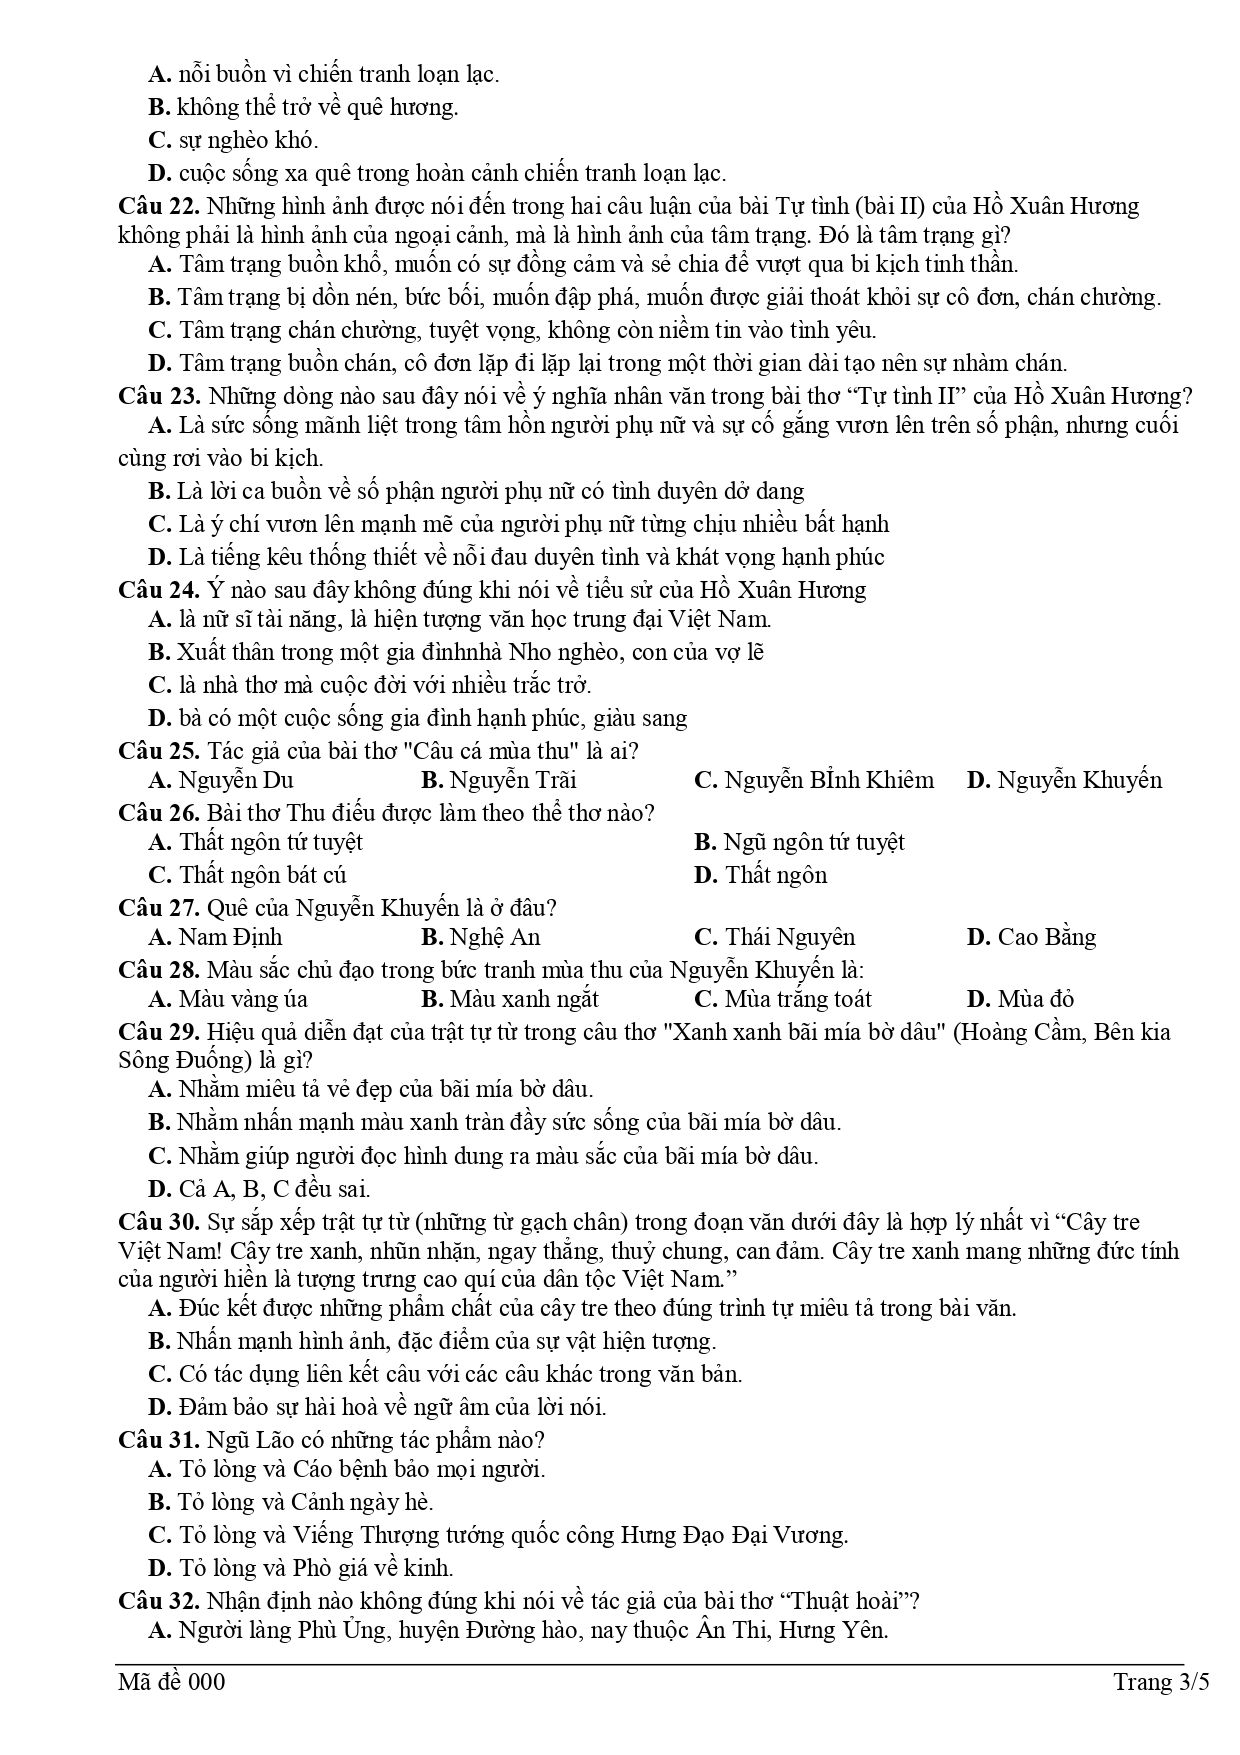 A. nỗi buồn vì chiến tranh loạn lạc.
B. không thể trở về quê hương.
C. sự nghèo khó.
D. cuộc sống xa quê trong hoàn cảnh chiến tranh loạn lạc.
Câu 22. Những hình ảnh được nói đến trong hai câu luận của bài Tự tình (bài II) của Hồ Xuân Hương
không phải là hình ảnh của ngoại cảnh, mà là hình ảnh của tâm trạng. Đó là tâm trạng gì?
A. Tâm trạng buồn khổ, muốn có sự đồng cảm và sẻ chia để vượt qua bi kịch tinh thần.
B. Tâm trạng bị dồn nén, bức bối, muốn đập phá, muốn được giải thoát khỏi sự cô đơn, chán chường.
C. Tâm trạng chán chường, tuyệt vọng, không còn niềm tin vào tình yêu.
D. Tâm trạng buồn chán, cô đơn lặp đi lặp lại trong một thời gian dài tạo nên sự nhàm chán.
Câu 23. Những dòng nào sau đây nói về ý nghĩa nhân văn trong bài thơ “Tự tình II” của Hồ Xuân Hương?
A. Là sức sống mãnh liệt trong tâm hồn người phụ nữ và sự cố gắng vươn lên trên số phận, nhưng cuối
cùng rơi vào bi kịch.
B. Là lời ca buồn về số phận người phụ nữ có tình duyên dở dang
C. Là ý chí vươn lên mạnh mẽ của người phụ nữ từng chịu nhiều bất hạnh
D. Là tiếng kêu thống thiết về nỗi đau duyên tình và khát vọng hạnh phúc
Câu 24. Ý nào sau đây không đúng khi nói về tiểu sử của Hồ Xuân Hương
A. là nữ sĩ tài năng, là hiện tượng văn học trung đại Việt Nam.
B. Xuất thân trong một gia đìnhnhà Nho nghèo, con của vợ lẽ
C. là nhà thơ mà cuộc đời với nhiều trắc trở.
D. bà có một cuộc sống gia đình hạnh phúc, giàu sang
Câu 25. Tác giả của bài thơ "Câu cá mùa thu" là ai?
A. Nguyễn Du B. Nguyễn Trãi C. Nguyễn BỈnh Khiêm D. Nguyễn Khuyến
Câu 26. Bài thơ Thu điếu được làm theo thể thơ nào?
A. Thất ngôn tứ tuyệt B. Ngũ ngôn tứ tuyệt
C. Thất ngôn bát cú D. Thất ngôn
Câu 27. Quê của Nguyễn Khuyến là ở đâu?
A. Nam Định B. Nghệ An C. Thái Nguyên D. Cao Bằng
Câu 28. Màu sắc chủ đạo trong bức tranh mùa thu của Nguyễn Khuyến là:
A. Màu vàng úa B. Màu xanh ngắt C. Mùa trắng toát D. Mùa đỏ
Câu 29. Hiệu quả diễn đạt của trật tự từ trong câu thơ "Xanh xanh bãi mía bờ dâu" (Hoàng Cầm, Bên kia
Sông Đuống) là gì?
A. Nhằm miêu tả vẻ đẹp của bãi mía bờ dâu.
B. Nhằm nhấn mạnh màu xanh tràn đầy sức sống của bãi mía bờ dâu.
C. Nhằm giúp người đọc hình dung ra màu sắc của bãi mía bờ dâu.
D. Cả A, B, C đều sai.
Câu 30. Sự sắp xếp trật tự từ (những từ gạch chân) trong đoạn văn dưới đây là hợp lý nhất vì “Cây tre
Việt Nam! Cây tre xanh, nhũn nhặn, ngay thẳng, thuỷ chung, can đảm. Cây tre xanh mang những đức tính
của người hiền là tượng trưng cao quí của dân tộc Việt Nam.”
A. Đúc kết được những phẩm chất của cây tre theo đúng trình tự miêu tả trong bài văn.
B. Nhấn mạnh hình ảnh, đặc điểm của sự vật hiện tượng.
C. Có tác dụng liên kết câu với các câu khác trong văn bản.
D. Đảm bảo sự hài hoà về ngữ âm của lời nói.
Câu 31. Ngũ Lão có những tác phẩm nào?
A. Tỏ lòng và Cáo bệnh bảo mọi người.
B. Tỏ lòng và Cảnh ngày hè.
C. Tỏ lòng và Viếng Thượng tướng quốc công Hưng Đạo Đại Vương.
D. Tỏ lòng và Phò giá về kinh.
Câu 32. Nhận định nào không đúng khi nói về tác giả của bài thơ “Thuật hoài”?
A. Người làng Phù Ủng, huyện Đường hào, nay thuộc Ân Thi, Hưng Yên.
Mã đề 000 Trang 3/5